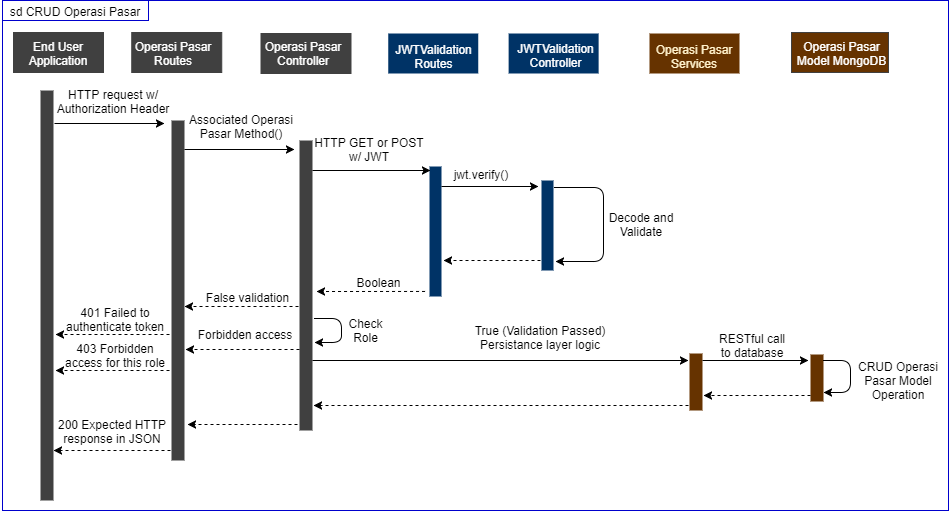 sd CRUD Operasi Pasar
End User
Application
Operasi Pasar
Routes
Operasi Pasar
Controller
JWTValidation
Routes
JWTValidation
Controller
Operasi Pasar
Services
Operasi Pasar
Model MongoDB
HTTP request w/
Authorization Header
Associated Operasi
Pasar Method()
HTTP GET or POST
w/ JWT
jwt.verify()
Decode and
Validate
Boolean
False validation
401 Failed to
authenticate token
Check
Role
Forbidden access
403 Forbidden
access for this role
True (Validation Passed)
Persistance layer logic
RESTful call
to database
CRUD Operasi
Pasar Model
Operation
200 Expected HTTP
response in JSON